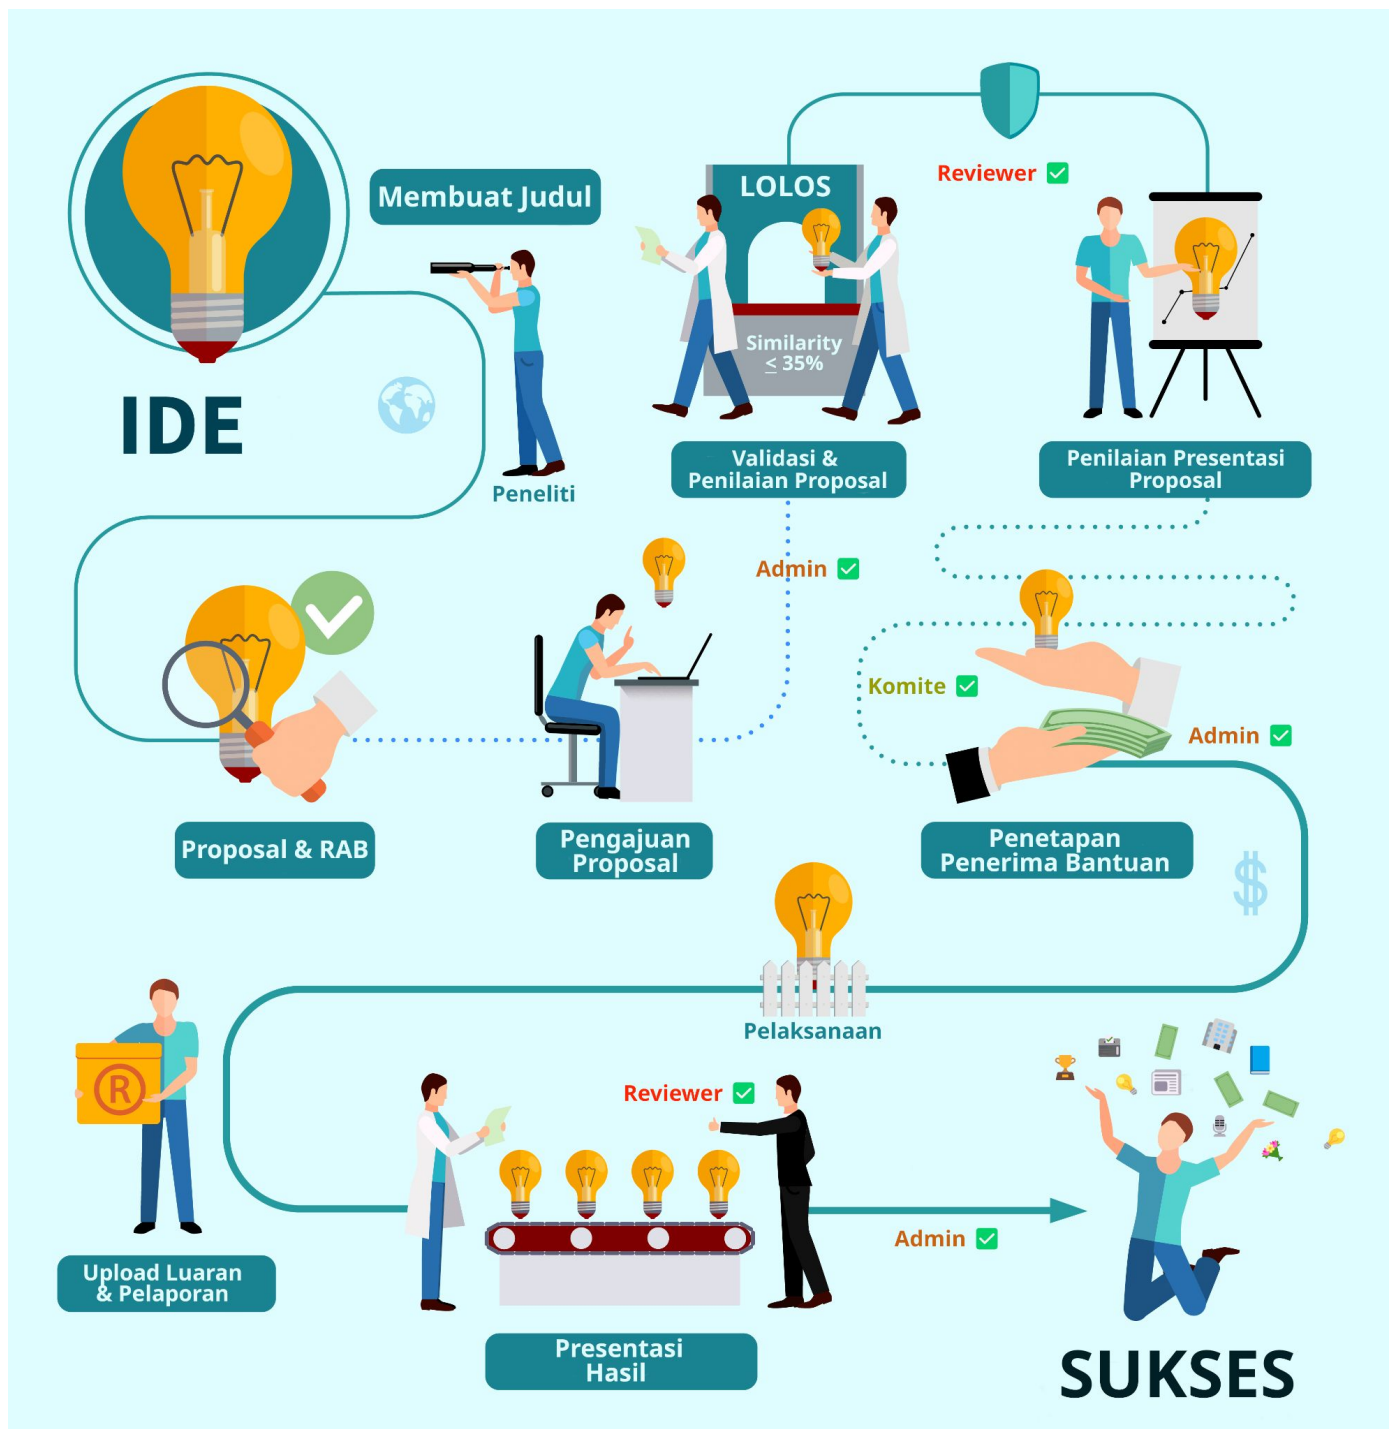 IDE
Membuat Judul
Peneliti
Proposal & RAB
Pengajuan
Proposal
Admin
LOLOS
Similarity
≤ 35%
Validasi &
Penilaian Proposal
Reviewer
Penilaian Presentasi
Proposal
Komite
Admin
Penetapan
Penerima Bantuan
$
Pelaksanaan
R
Upload Luaran
& Pelaporan
Reviewer
Presentasi
Hasil
Admin
SUKSES